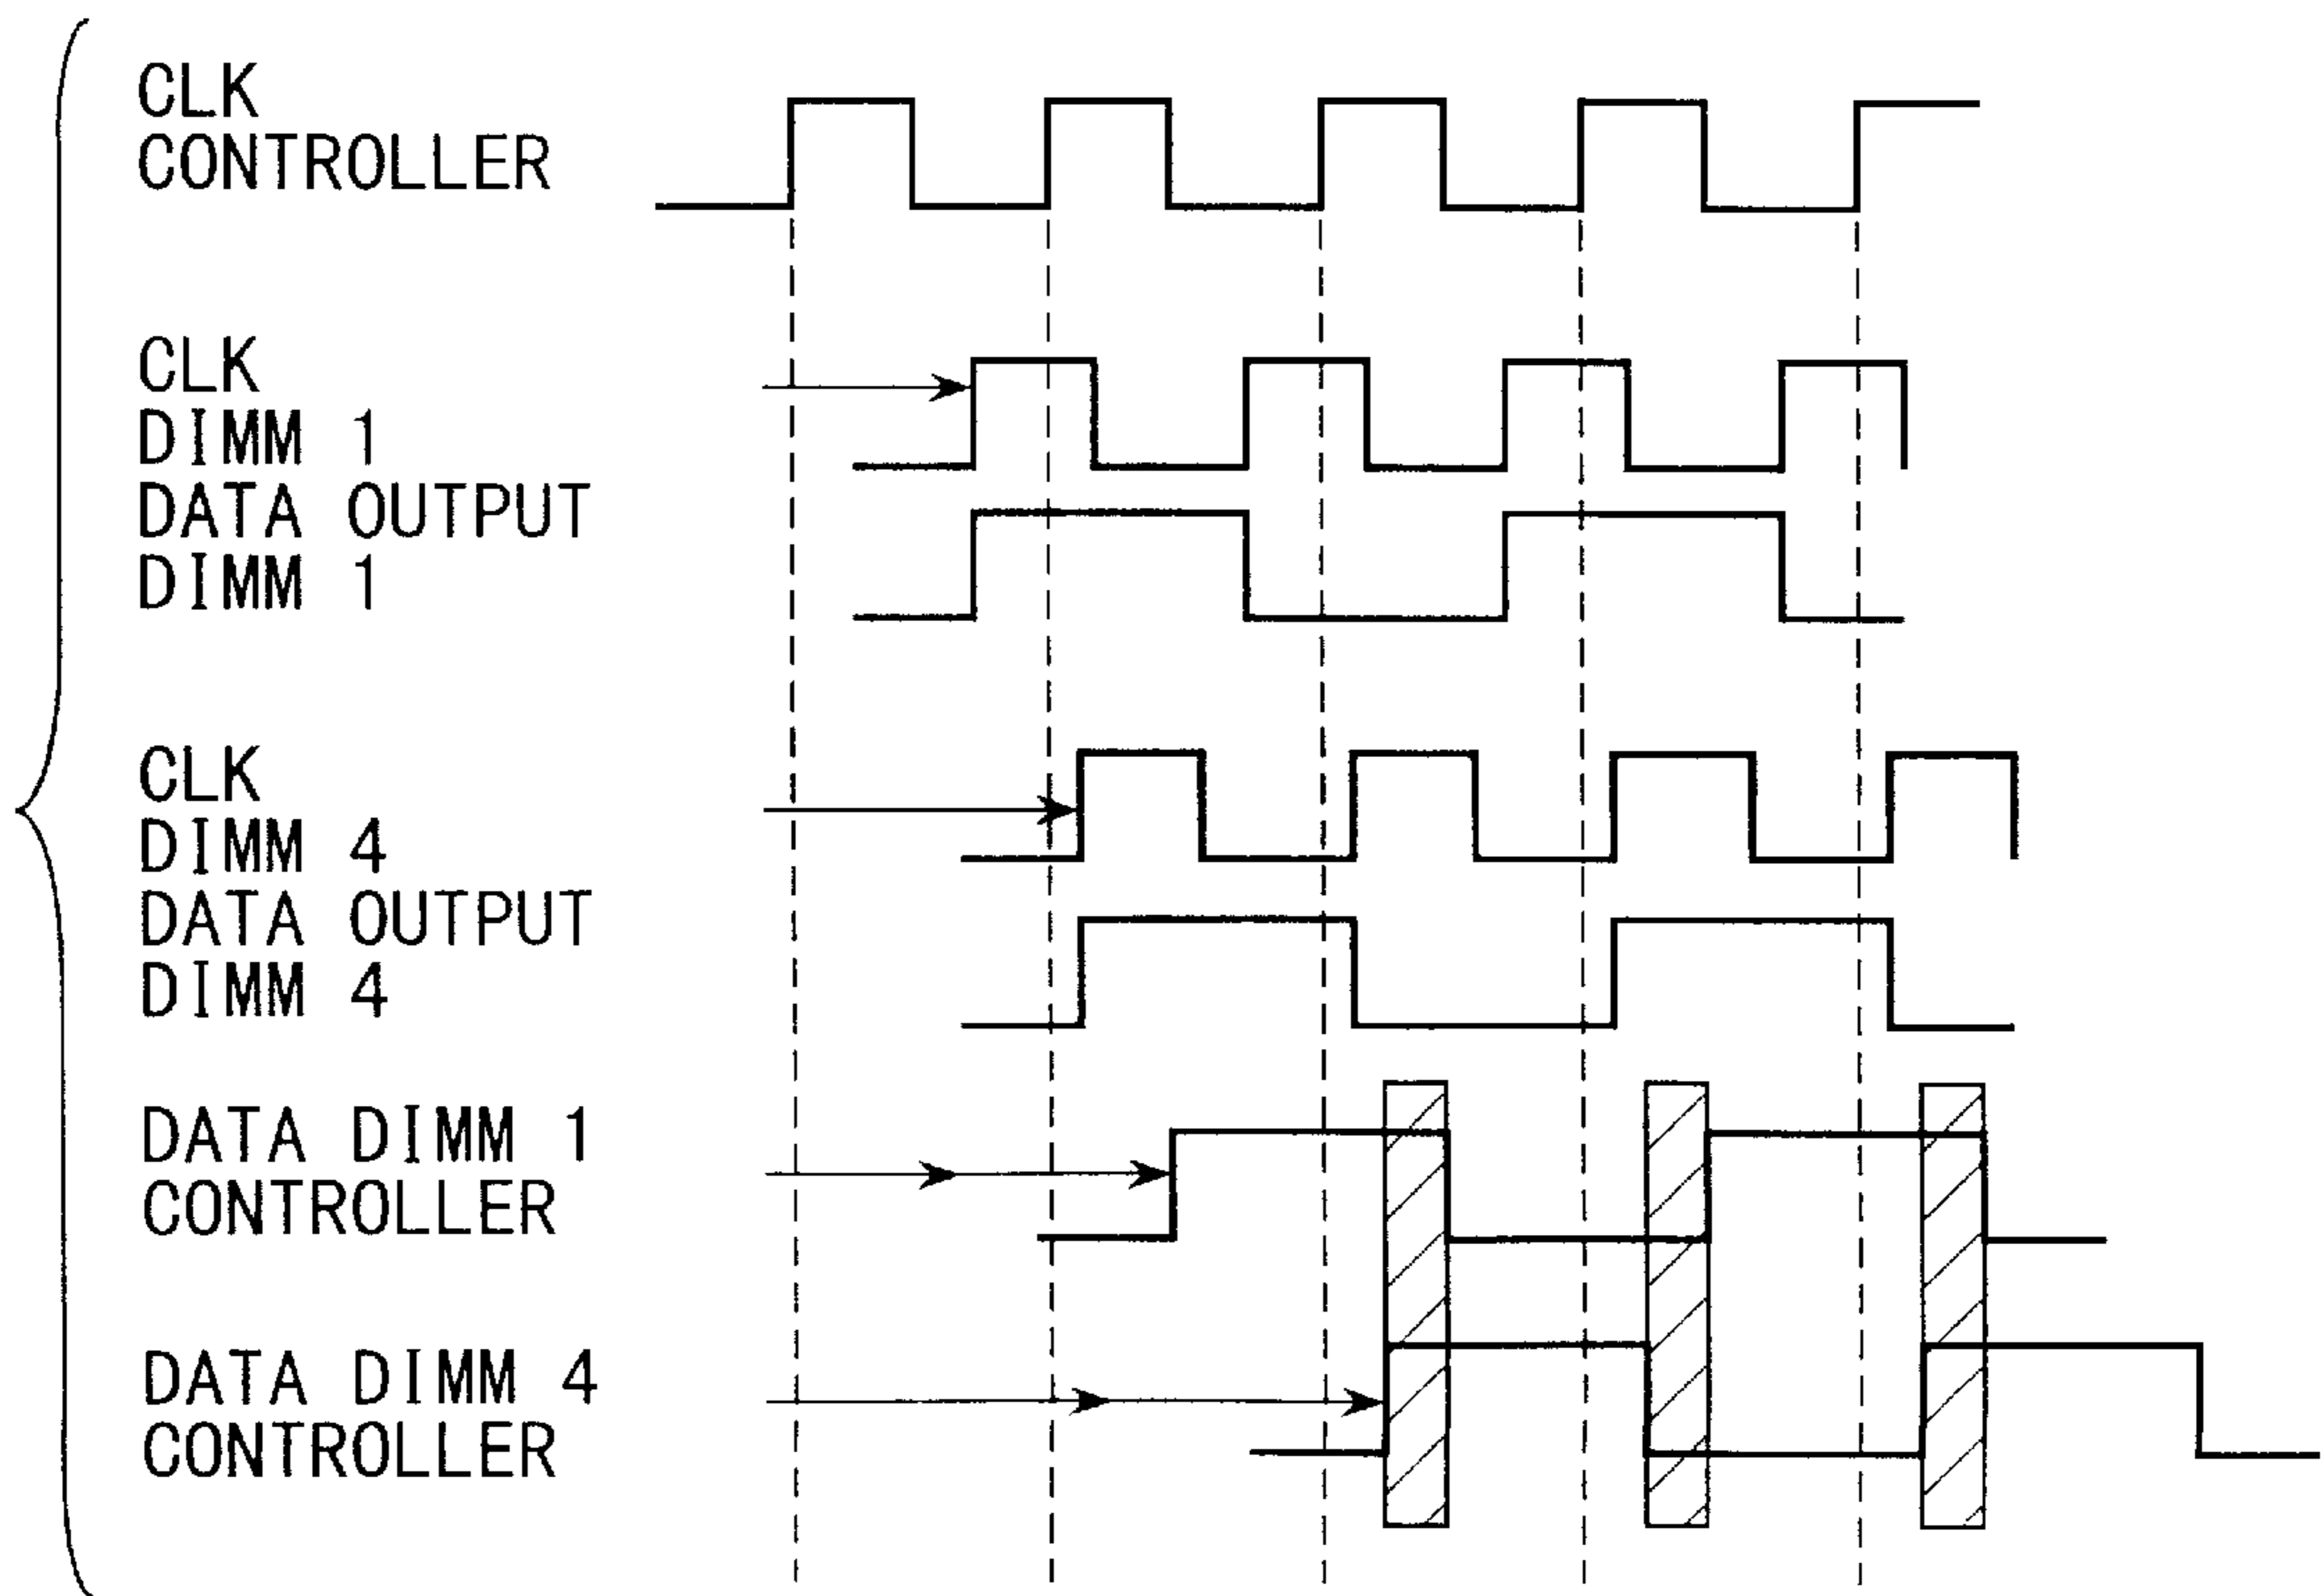 CLK
CONTROLLER
CLK
DIMM 1
DATA OUTPUT
DIMM 1
CLK
DIMM 4
DATA OUTPUT
DIMM 4
DATA DIMM 1
CONTROLLER
DATA DIMM 4
CONTROLLER